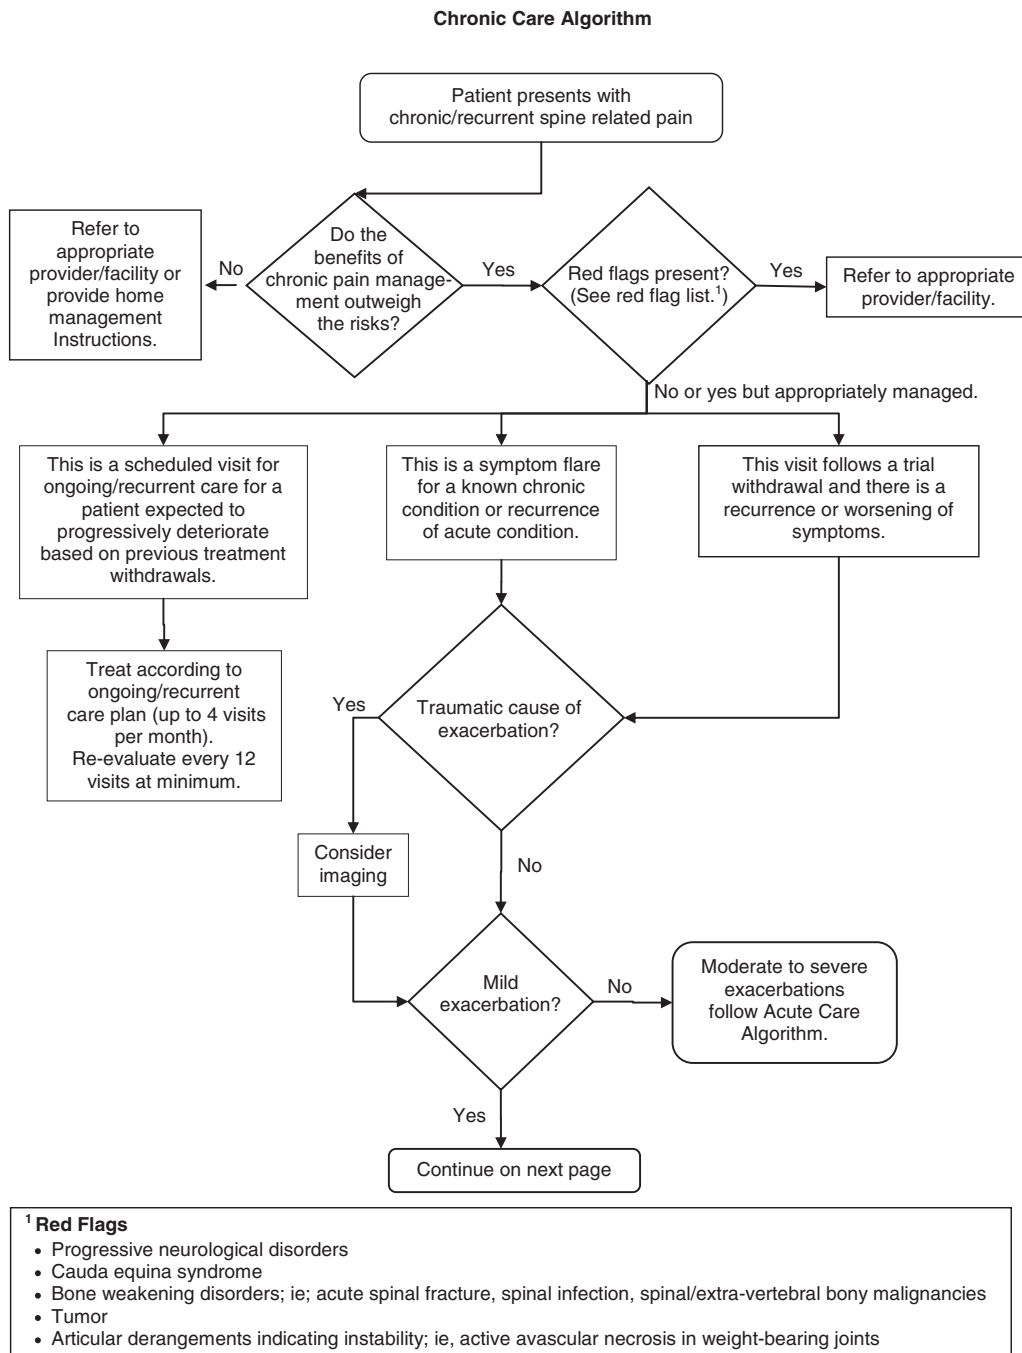 Chronic Care Algorithm
Patient presents with
chronic/recurrent spine related pain
Do the
benefits of
chronic pain manage-
ment outweigh
the risks?
No
Refer to
appropriate
provider/facility or
provide home
management
Instructions.
Yes
Red flags present?
(See red flag list.¹)
Yes
Refer to appropriate
provider/facility.
No or yes but appropriately managed.
This is a scheduled visit for
ongoing/recurrent care for a
patient expected to
progressively deteriorate
based on previous treatment
withdrawals.
This is a symptom flare
for a known chronic
condition or recurrence
of acute condition.
This visit follows a trial
withdrawal and there is a
recurrence or worsening of
symptoms.
Treat according to
ongoing/recurrent
care plan (up to 4 visits
per month).
Re-evaluate every 12
visits at minimum.
Traumatic cause of
exacerbation?
Yes
Consider
imaging
No
Mild
exacerbation?
No
Moderate to severe
exacerbations
follow Acute Care
Algorithm.
Yes
Continue on next page
¹ Red Flags
• Progressive neurological disorders
• Cauda equina syndrome
• Bone weakening disorders; ie; acute spinal fracture, spinal infection, spinal/extra-vertebral bony malignancies
• Tumor
• Articular derangements indicating instability; ie, active avascular necrosis in weight-bearing joints